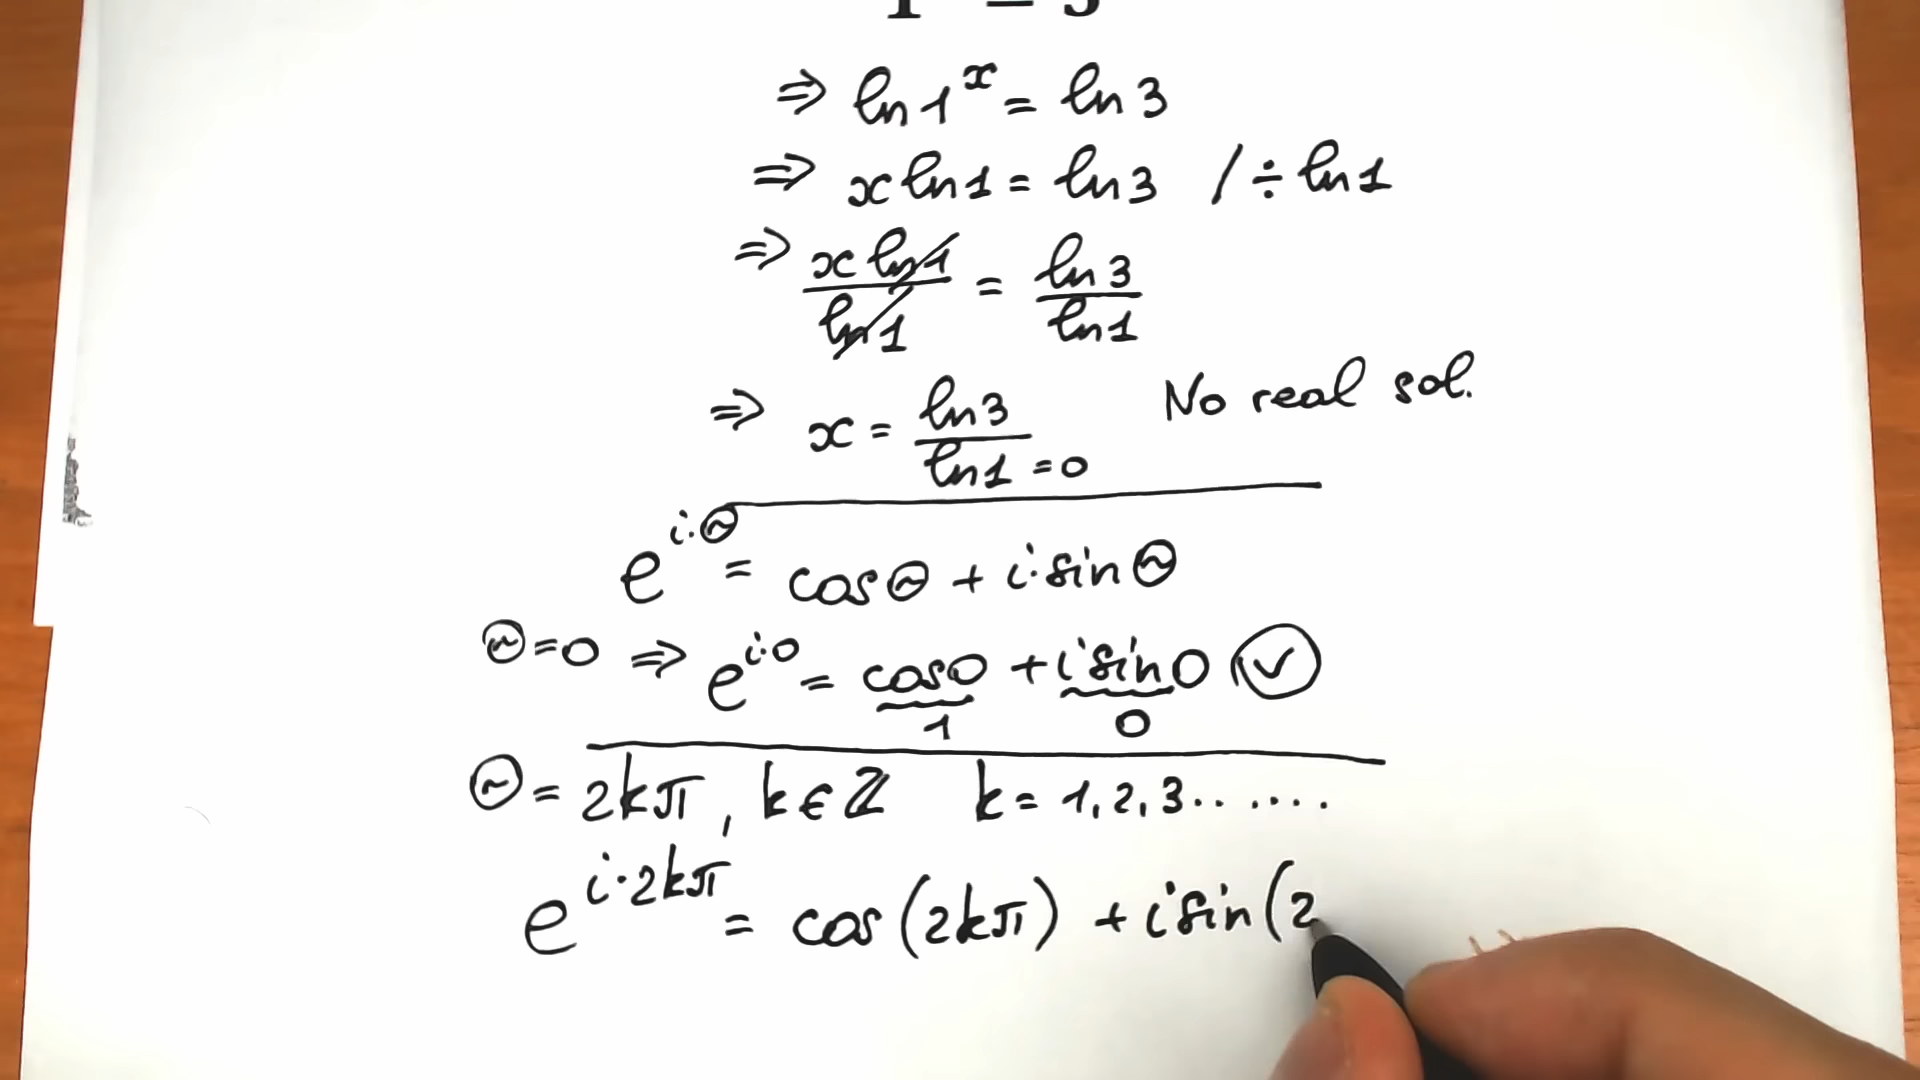 ⇒ ln 1^x = ln 3
⇒ x ln 1 = ln 3 / ÷ ln 1
⇒ x ln 1 / ln 1 = ln 3 / ln 1
⇒ x = ln 3 / ln 1 = 0 No real sol.
e^{i·Θ} = cos Θ + i·sin Θ
Θ = 0 ⇒ e^{i·0} = cos 0 + i sin 0 ✓
1 0
Θ = 2kπ, k ∈ ℤ k = 1, 2, 3 . . . . . . .
e^{i·2kπ} = cos (2kπ) + i sin (2